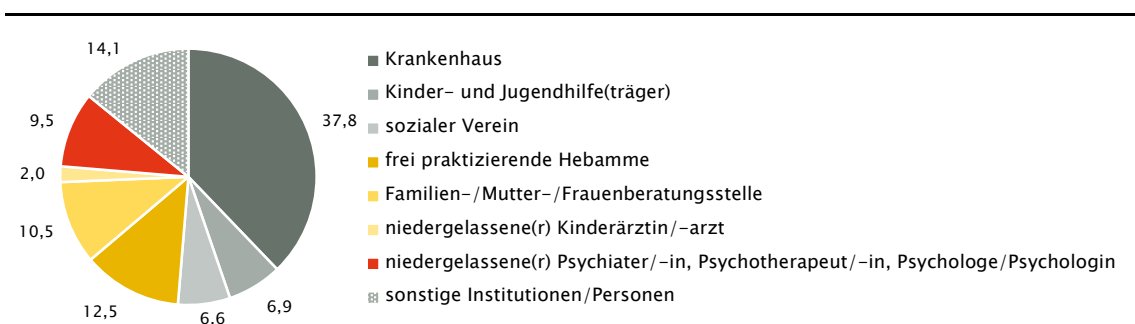 14,1
9,5
2,0
10,5
12,5
6,6
6,9
37,8
Krankenhaus
Kinder- und Jugendhilfe(träger)
sozialer Verein
frei praktizierende Hebamme
Familien-/Mutter-/Frauenberatungsstelle
niedergelassene(r) Kinderärztin/-arzt
niedergelassene(r) Psychiater/-in, Psychotherapeut/-in, Psychologe/Psychologin
sonstige Institutionen/Personen